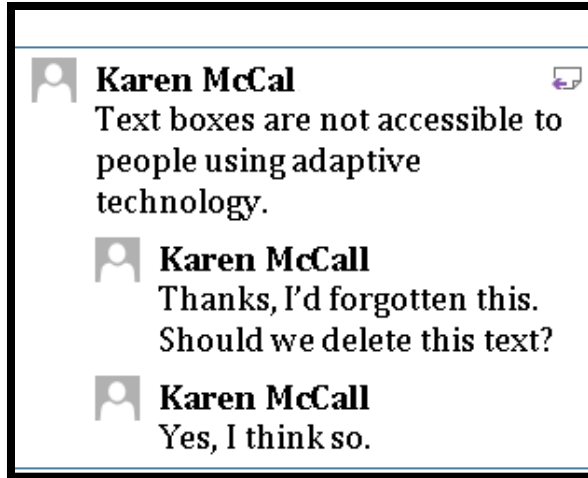 Karen McCal
Text boxes are not accessible to
people using adaptive
technology.
Karen McCall
Thanks, I’d forgotten this.
Should we delete this text?
Karen McCall
Yes, I think so.